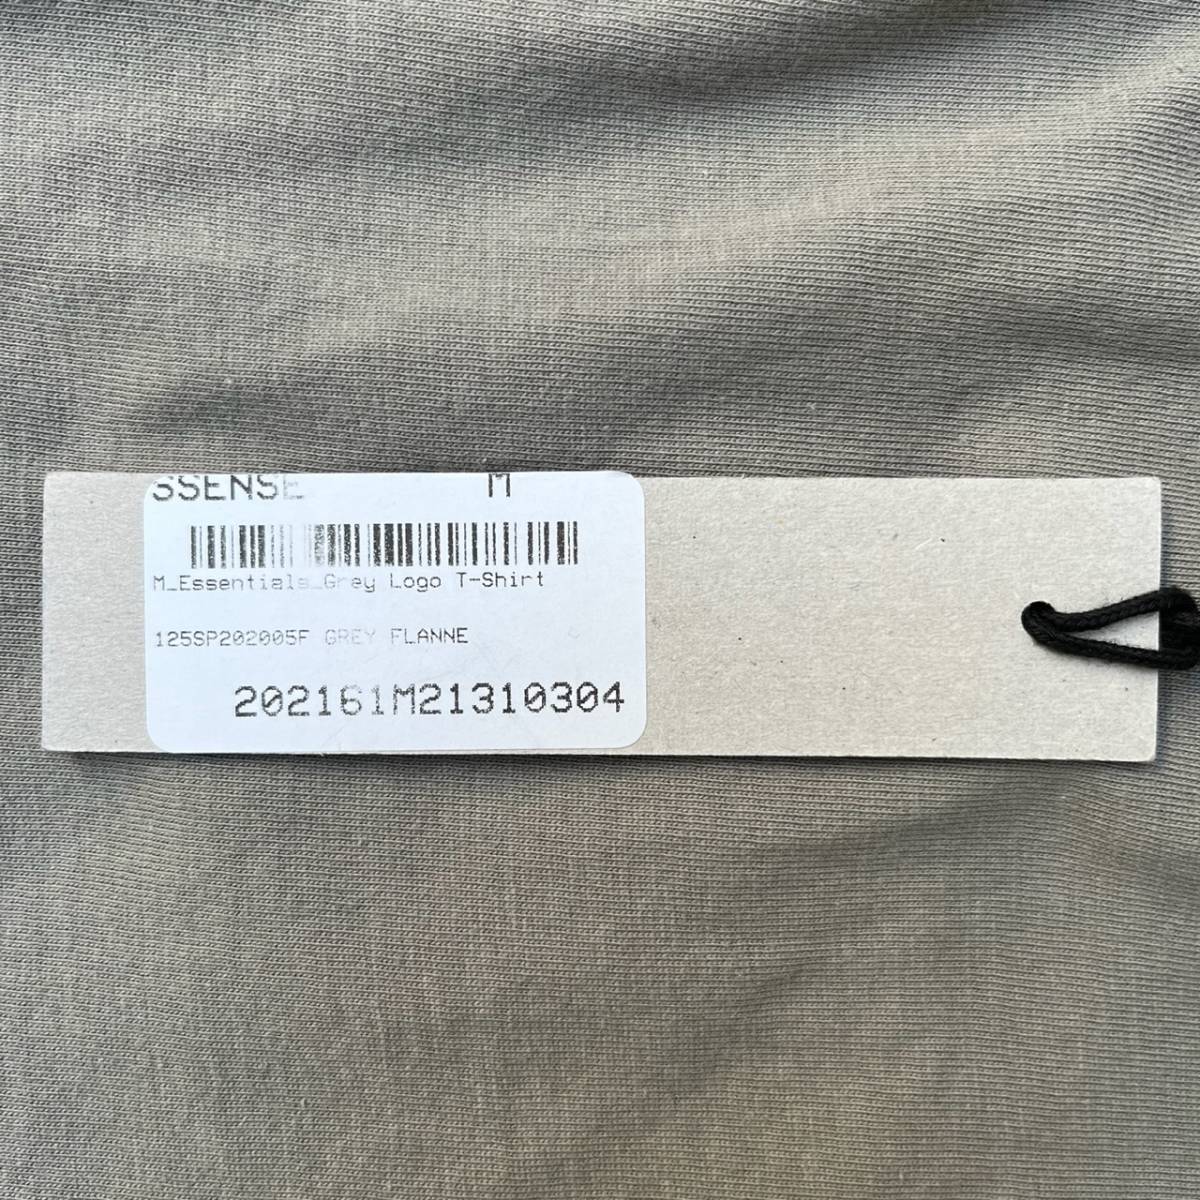 SSENSE M
M_Essentials_Grey Logo T-Shirt
125SP202005F GREY FLANNE
202161M21310304